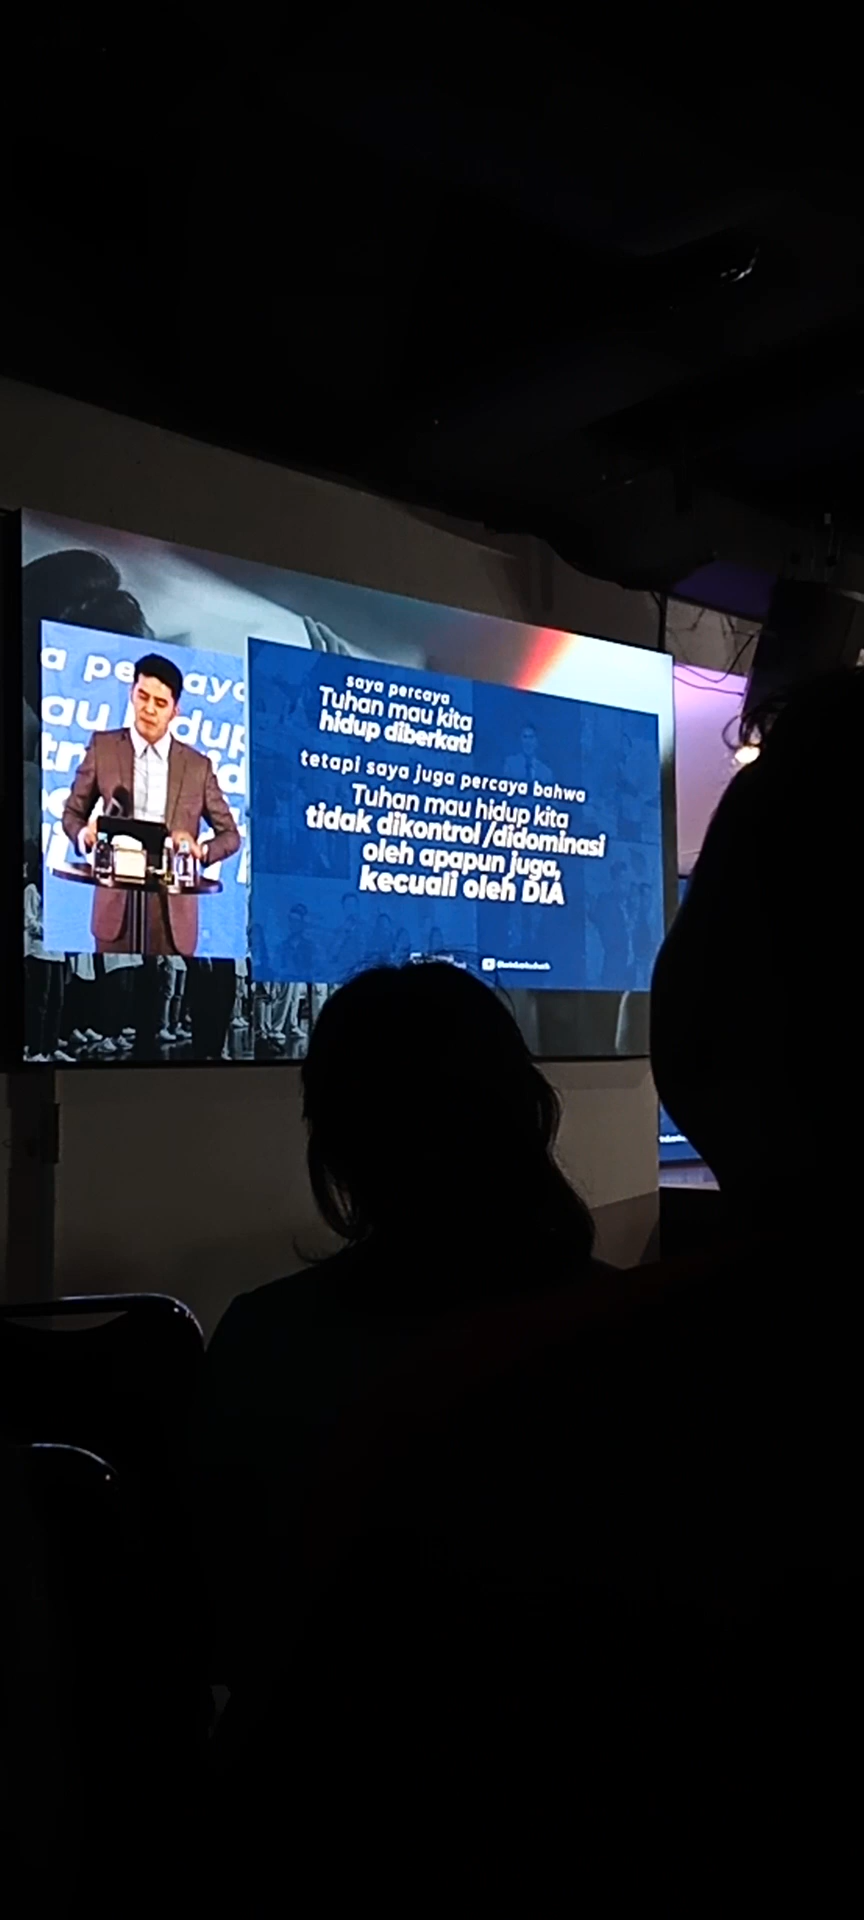 saya percaya
Tuhan mau kita
hidup diberkati
tetapi saya juga percaya bahwa
Tuhan mau hidup kita
tidak dikontrol /didominasi
oleh apapun juga,
kecuali oleh DIA